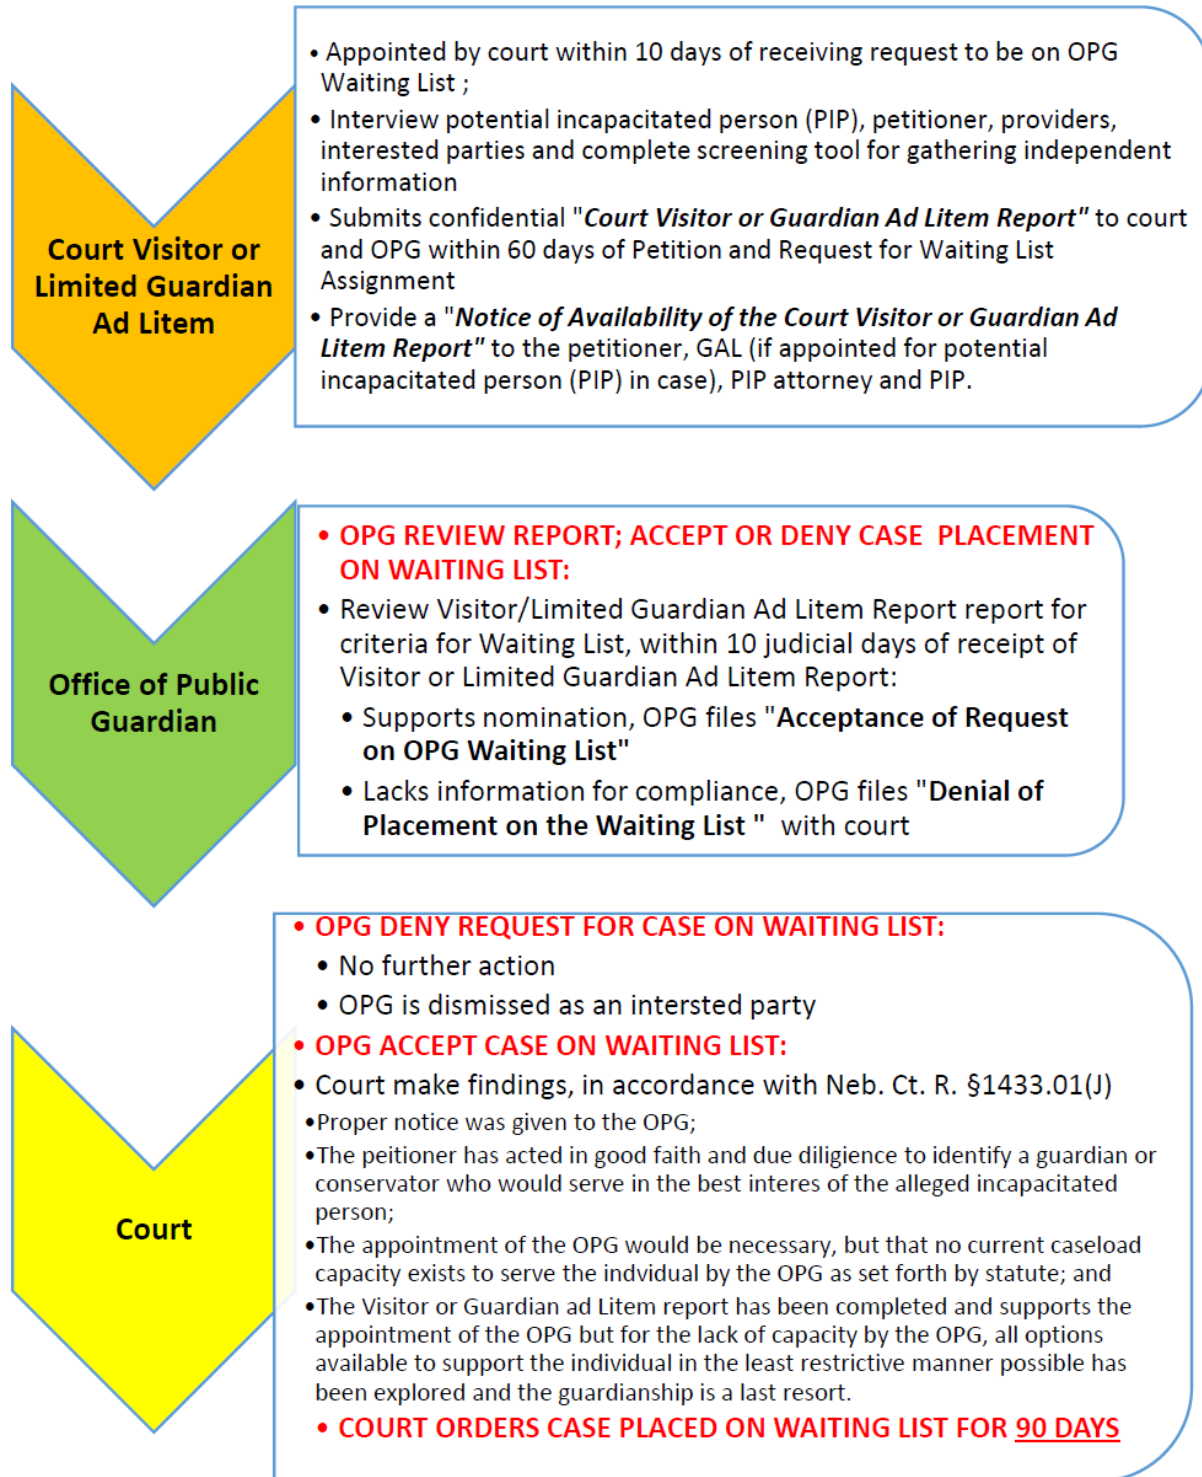 Court Visitor or
Limited Guardian
Ad Litem
• Appointed by court within 10 days of receiving request to be on OPG
Waiting List ;
• Interview potential incapacitated person (PIP), petitioner, providers,
interested parties and complete screening tool for gathering independent
information
• Submits confidential "Court Visitor or Guardian Ad Litem Report" to court
and OPG within 60 days of Petition and Request for Waiting List
Assignment
• Provide a "Notice of Availability of the Court Visitor or Guardian Ad
Litem Report" to the petitioner, GAL (if appointed for potential
incapacitated person (PIP) in case), PIP attorney and PIP.
Office of Public
Guardian
• OPG REVIEW REPORT; ACCEPT OR DENY CASE PLACEMENT
ON WAITING LIST:
• Review Visitor/Limited Guardian Ad Litem Report report for
criteria for Waiting List, within 10 judicial days of receipt of
Visitor or Limited Guardian Ad Litem Report:
• Supports nomination, OPG files "Acceptance of Request
on OPG Waiting List"
• Lacks information for compliance, OPG files "Denial of
Placement on the Waiting List " with court
Court
• OPG DENY REQUEST FOR CASE ON WAITING LIST:
• No further action
• OPG is dismissed as an intersted party
• OPG ACCEPT CASE ON WAITING LIST:
• Court make findings, in accordance with Neb. Ct. R. §1433.01(J)
•Proper notice was given to the OPG;
•The peitioner has acted in good faith and due diligience to identify a guardian or
conservator who would serve in the best interes of the alleged incapacitated
person;
•The appointment of the OPG would be necessary, but that no current caseload
capacity exists to serve the indvidual by the OPG as set forth by statute; and
•The Visitor or Guardian ad Litem report has been completed and supports the
appointment of the OPG but for the lack of capacity by the OPG, all options
available to support the individual in the least restrictive manner possible has
been explored and the guardianship is a last resort.
• COURT ORDERS CASE PLACED ON WAITING LIST FOR 90 DAYS